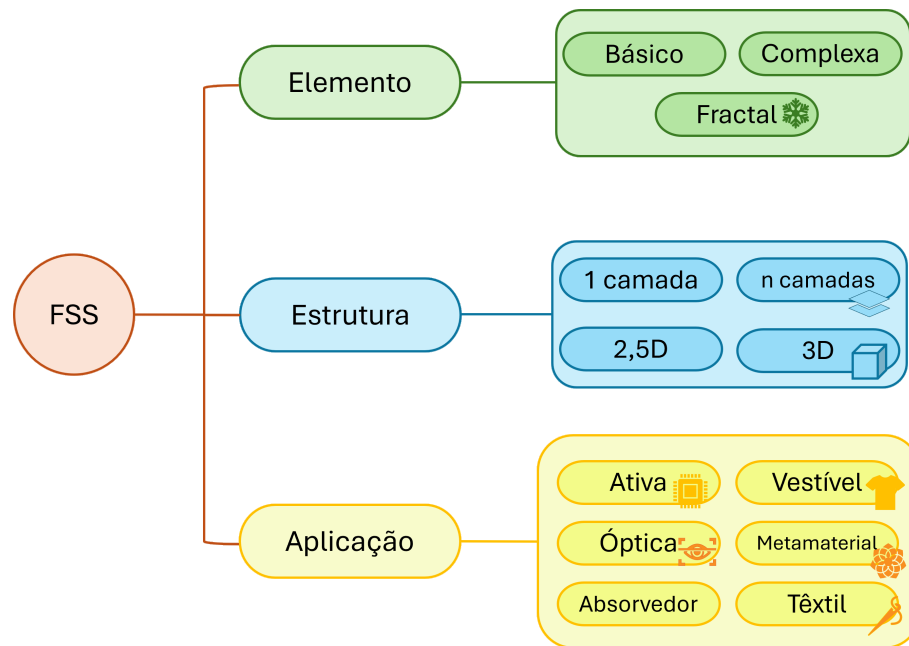 FSS
Elemento
Básico
Complexa
Fractal
Estrutura
1 camada
n camadas
2,5D
3D
Aplicação
Ativa
Vestível
Óptica
Metamaterial
Absorvedor
Têxtil